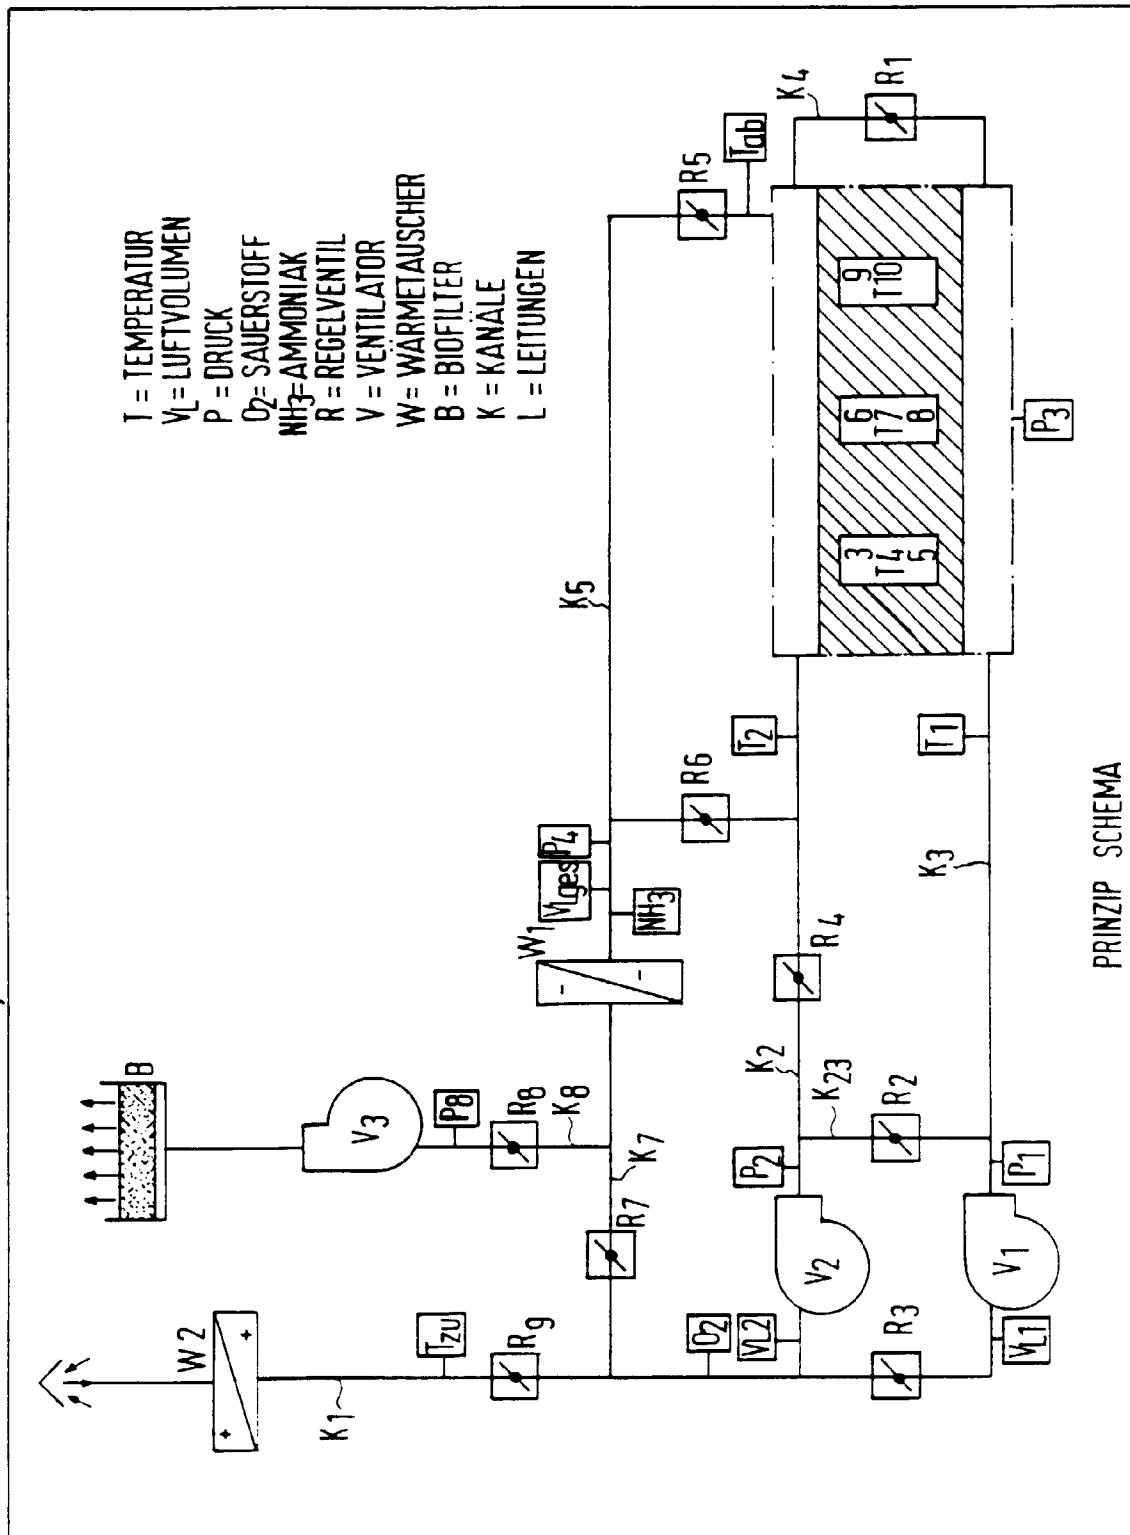 T = TEMPERATUR
VL = LUFTVOLUMEN
P = DRUCK
O2 = SAUERSTOFF
NH3 = AMMONIAK
R = REGELVENTIL
V = VENTILATOR
W = WÄRMETAUSCHER
B = BIOFILTER
K = KANÄLE
L = LEITUNGEN
B
W2
+
+
V3
P8
R8
K8
K1
Tzu
R9
R7
K7
W1
-
-
VLges
P4
NH3
K5
R5
Tab
R6
O2
VL2
V2
P2
K2
R4
T2
K23
R2
R3
VL1
V1
P1
K3
T1
3
T4
5
6
T7
8
9
T10
K4
R1
P3
PRINZIP SCHEMA